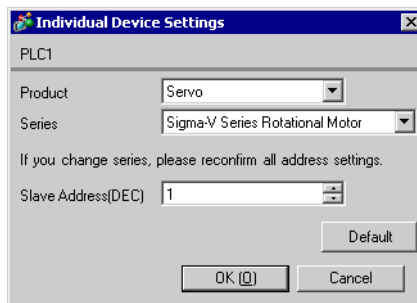 Individual Device Settings
PLC1
Product Servo
Series Sigma-V Series Rotational Motor
If you change series, please reconfirm all address settings.
Slave Address(DEC) 1
Default
OK (O) Cancel